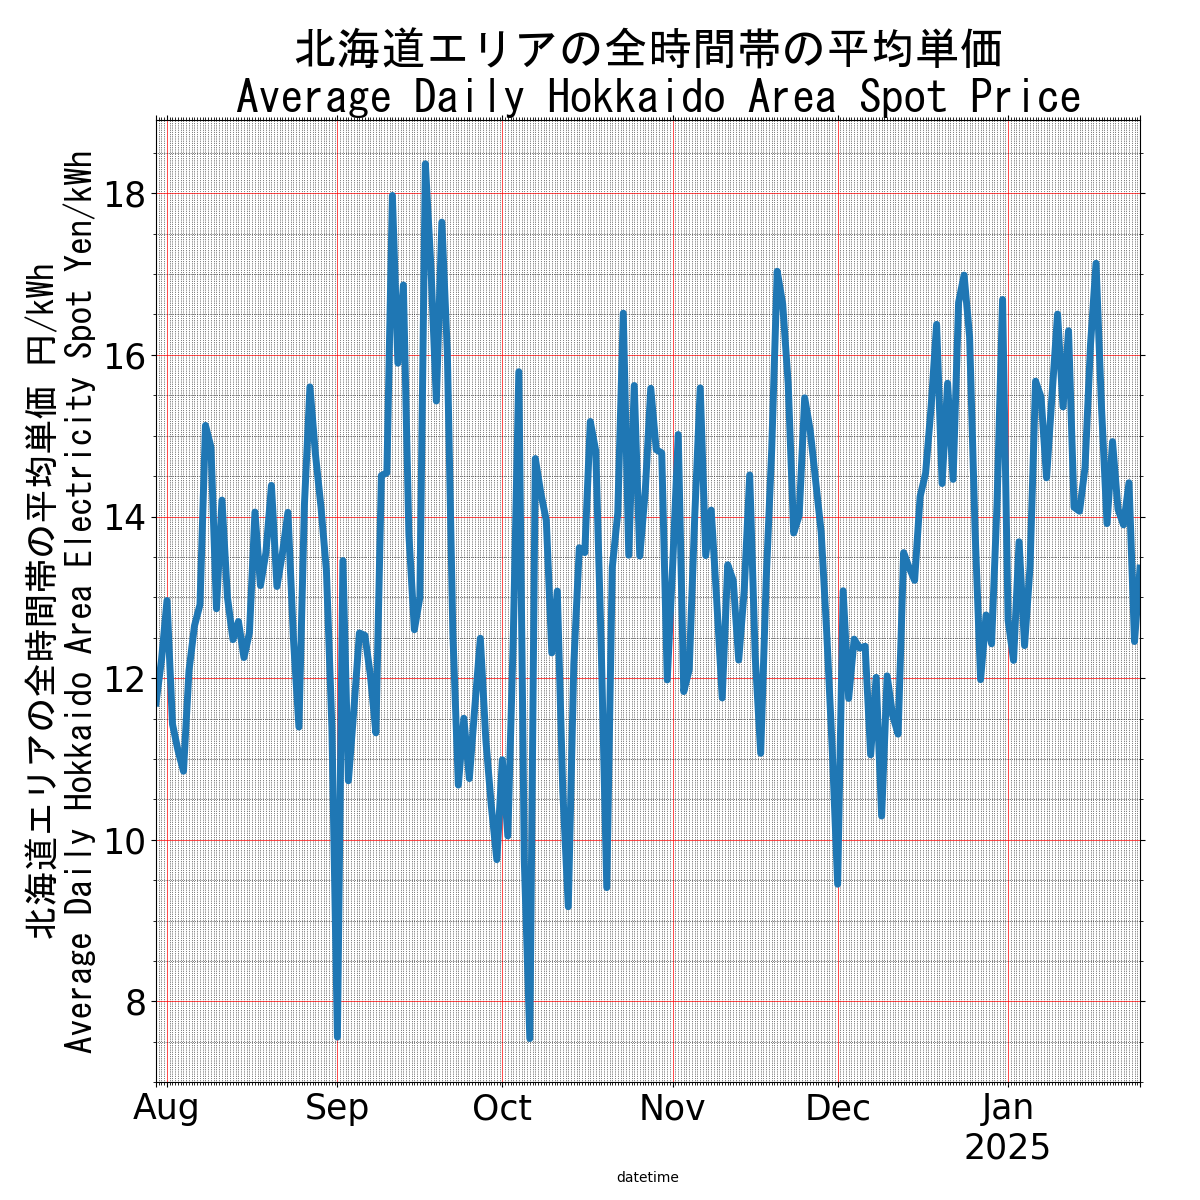 北海道エリアの全時間帯の平均単価
Average Daily Hokkaido Area Spot Price
北海道エリアの全時間帯の平均単価 円/kWh
Average Daily Hokkaido Area Electricity Spot Yen/kWh
18
16
14
12
10
8
Aug Sep Oct Nov Dec Jan
2025
datetime